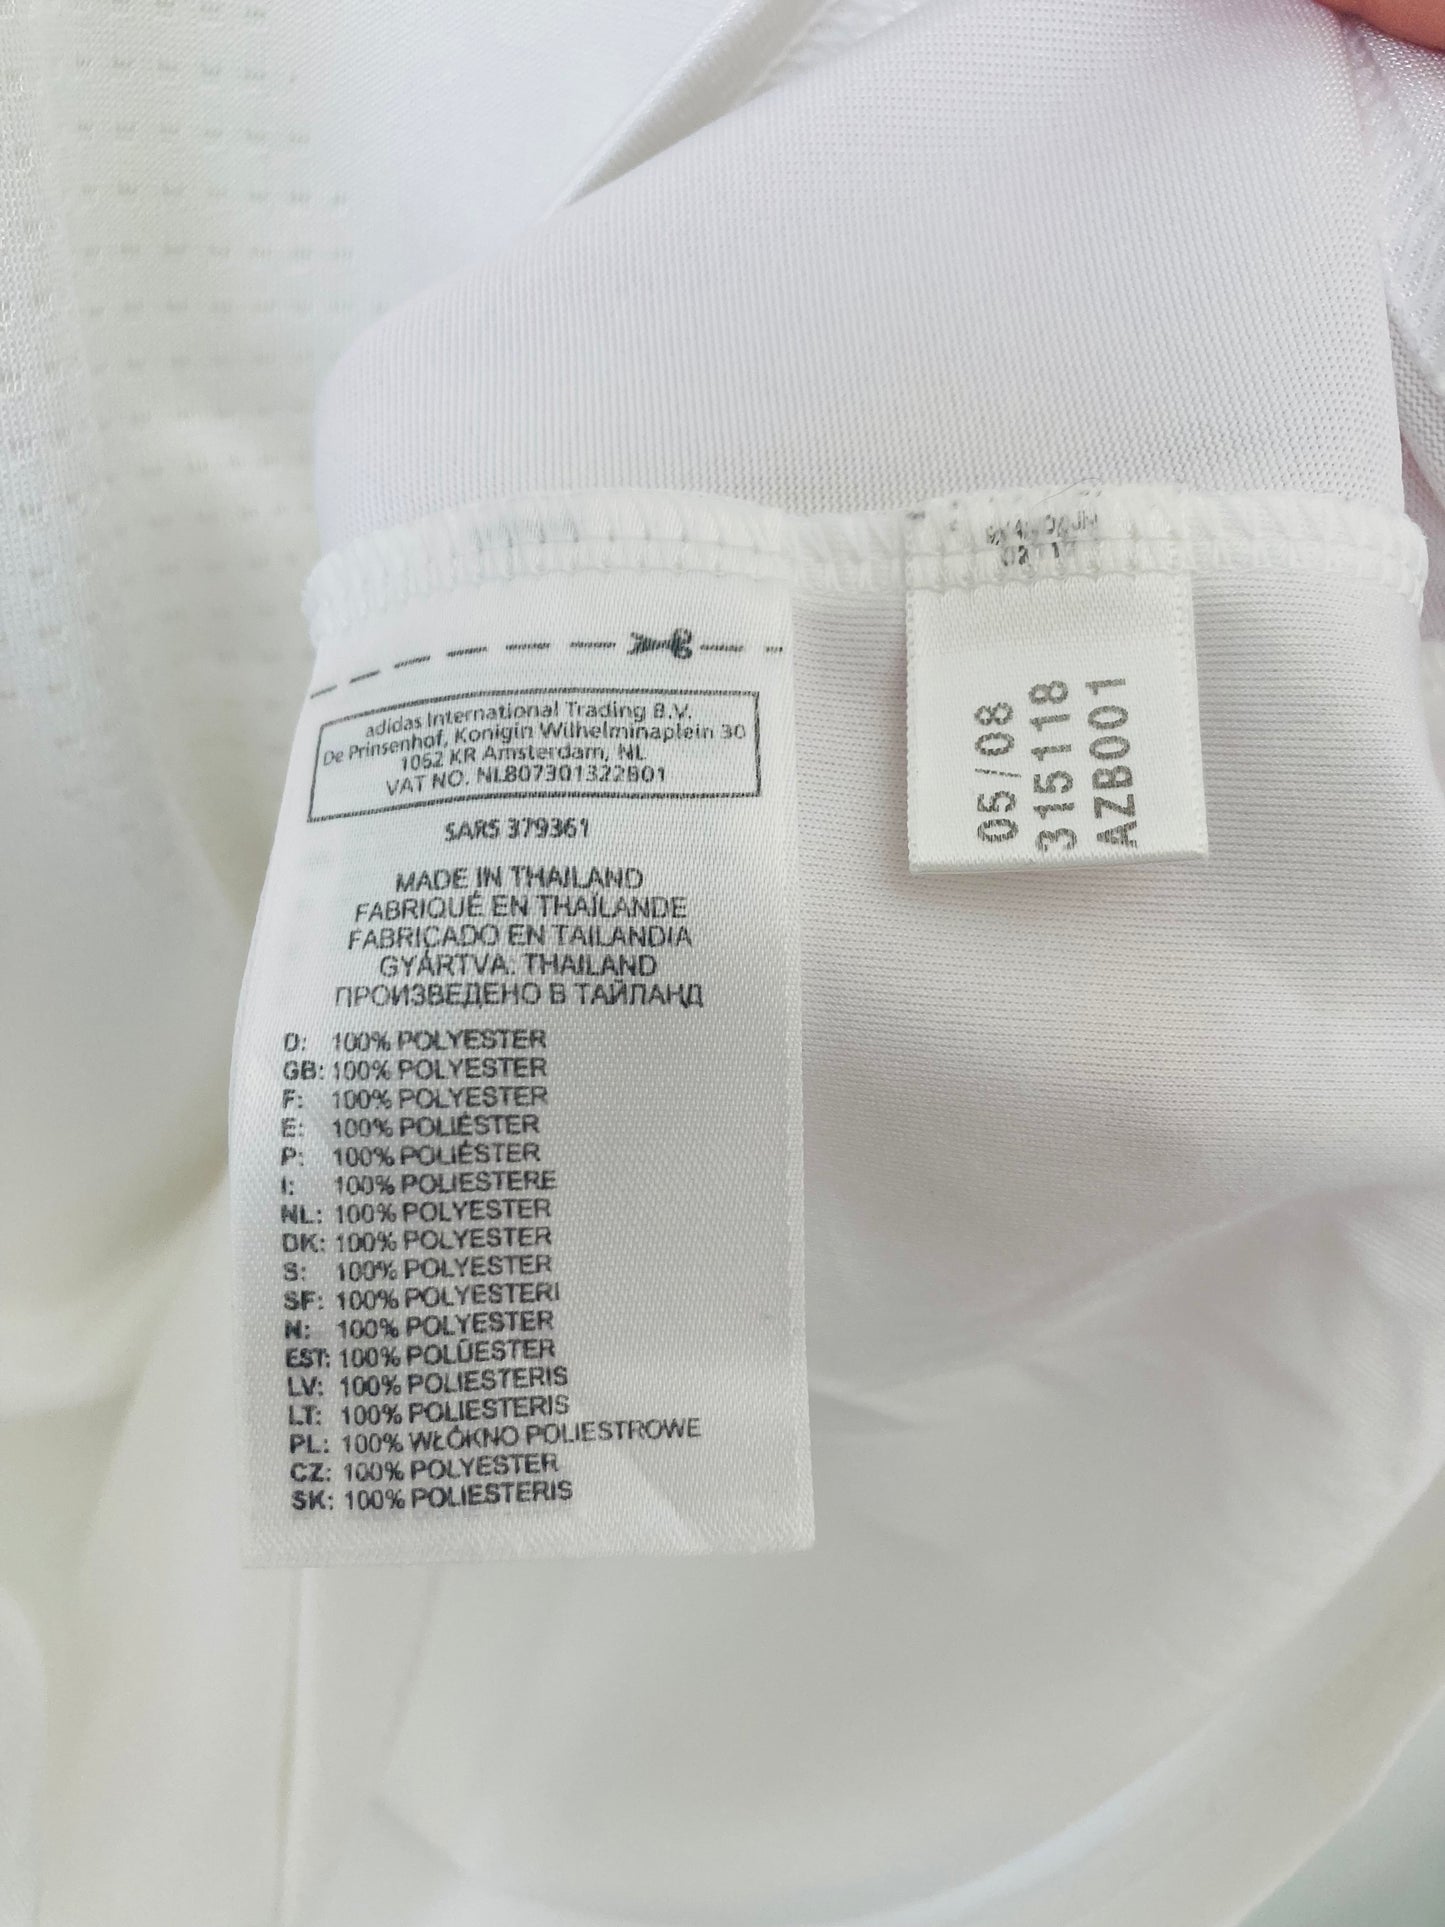 adidas International Trading B.V.
De Prinsenhof, Konigin Wilhelminaplein 30
1062 KR Amsterdam, NL
VAT NO. NL807301322B01
SARS 379361
MADE IN THAILAND
FABRIQUÉ EN THAÏLANDE
FABRICADO EN TAILANDIA
GYÁRTVA: THAILAND
ПРОИЗВЕДЕНО В ТАЙЛАНД
D: 100% POLYESTER
GB: 100% POLYESTER
F: 100% POLYESTER
E: 100% POLIÉSTER
P: 100% POLIÉSTER
I: 100% POLIESTERE
NL: 100% POLYESTER
DK: 100% POLYESTER
S: 100% POLYESTER
SF: 100% POLYESTERI
N: 100% POLYESTER
EST: 100% POLÜESTER
LV: 100% POLIESTERIS
LT: 100% POLIESTERIS
PL: 100% WŁÓKNO POLIESTROWE
CZ: 100% POLYESTER
SK: 100% POLIESTERIS
05/08
315118
AZB001